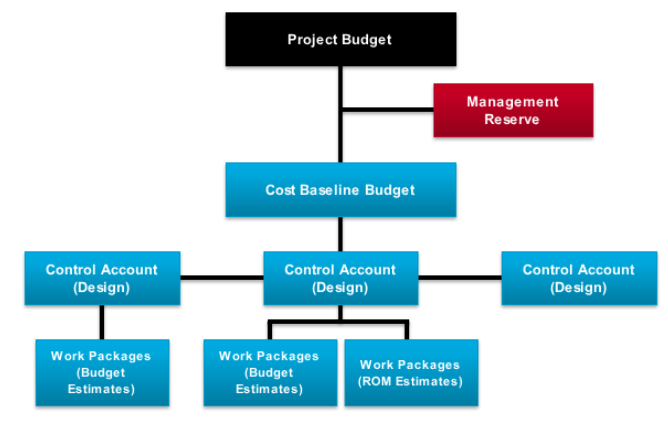 Project Budget
Management
Reserve
Cost Baseline Budget
Control Account
(Design)
Control Account
(Design)
Control Account
(Design)
Work Packages
(Budget
Estimates)
Work Packages
(Budget
Estimates)
Work Packages
(ROM Estimates)